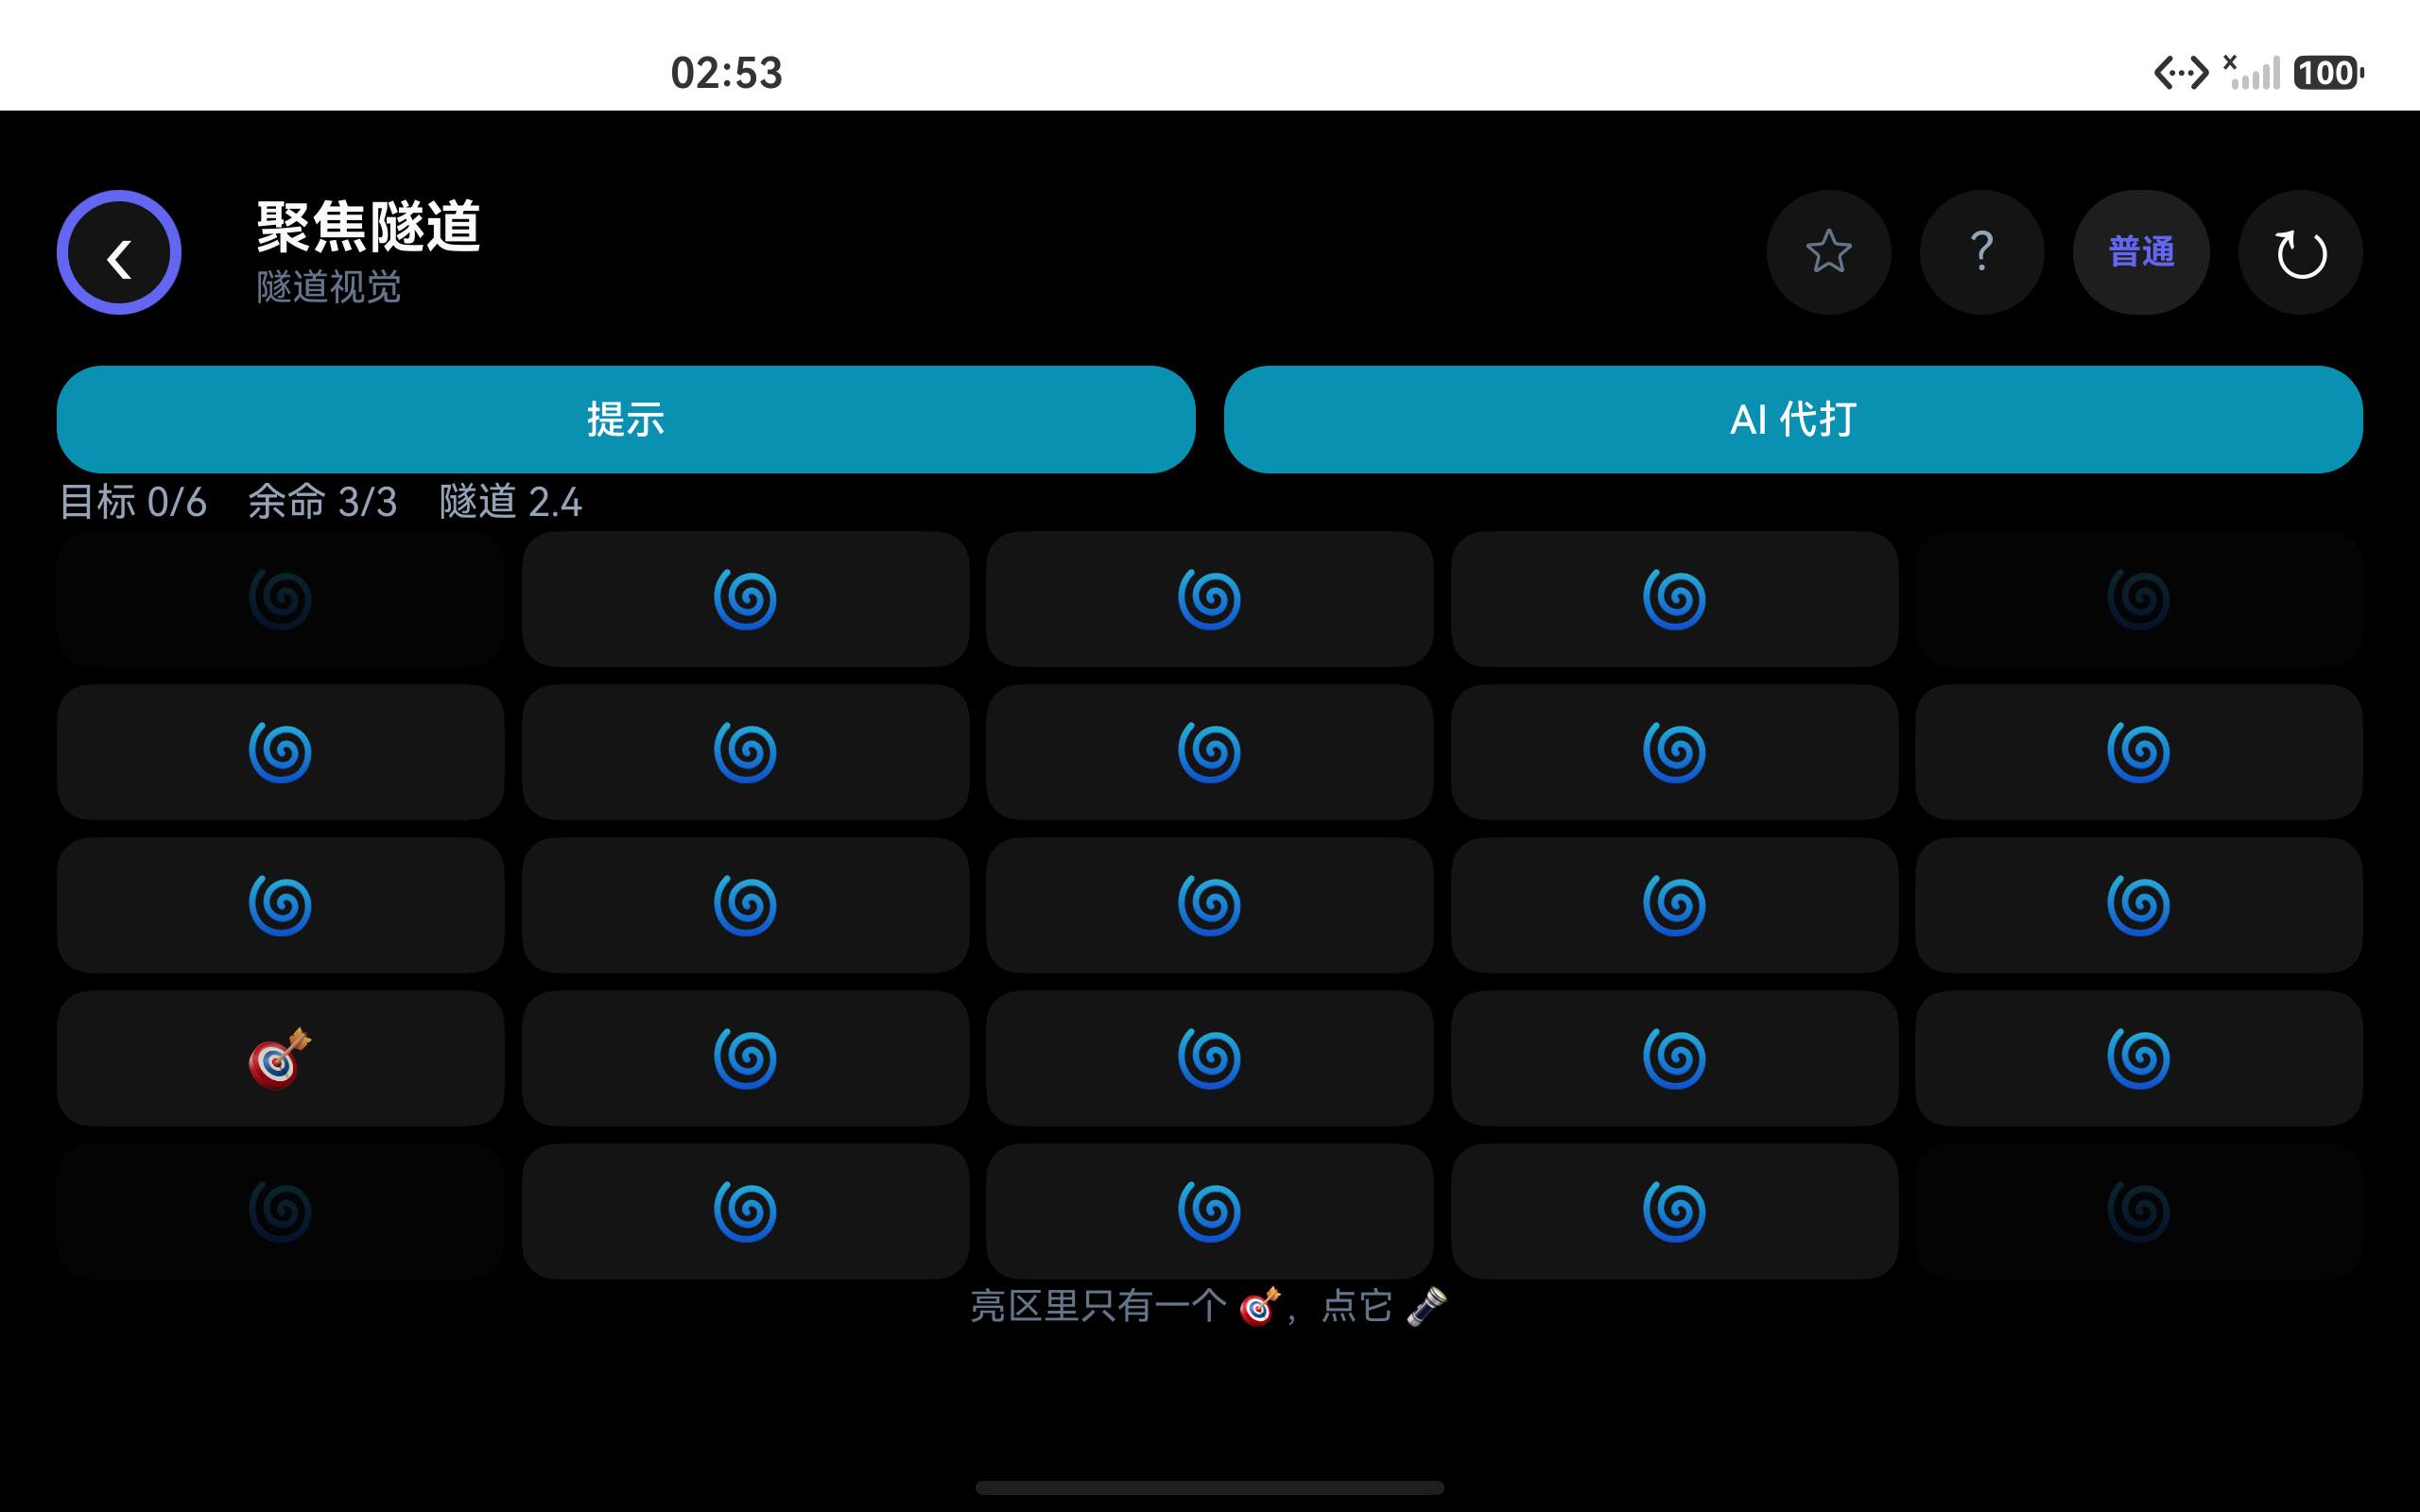 02:53
100
聚焦隧道
隧道视觉
?
普通
提示
AI 代打
目标 0/6 余命 3/3 隧道 2.4
亮区里只有一个 🎯，点它 🔦